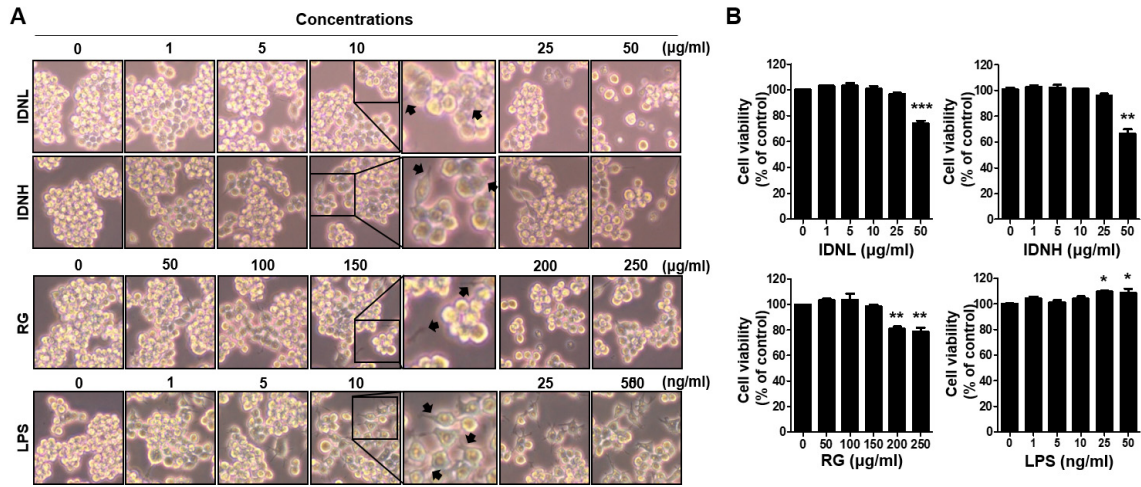 A
Concentrations
0 1 5 10 25 50 (μg/ml)
IDNL
IDNH
0 50 100 150 200 250 (μg/ml)
RG
0 1 5 10 25 500 (ng/ml)
LPS
B
120
100
80
60
40
20
0
Cell viability
(% of control)
***
0 1 5 10 25 50
IDNL (μg/ml)
120
100
80
60
40
20
0
Cell viability
(% of control)
**
0 1 5 10 25 50
IDNH (μg/ml)
120
100
80
60
40
20
0
Cell viability
(% of control)
** **
0 50 100 150 200 250
RG (μg/ml)
120
100
80
60
40
20
0
Cell viability
(% of control)
* *
0 1 5 10 25 50
LPS (ng/ml)